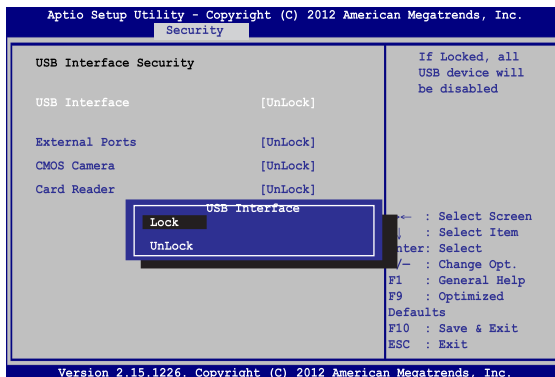 Aptio Setup Utility - Copyright (C) 2012 American Megatrends, Inc.
Security
USB Interface Security
USB Interface [UnLock]
External Ports [UnLock]
CMOS Camera [UnLock]
Card Reader [UnLock]
USB Interface
Lock
UnLock
If Locked, all
USB device will
be disabled
← : Select Screen
↓ : Select Item
nter: Select
/— : Change Opt.
F1 : General Help
F9 : Optimized
Defaults
F10 : Save & Exit
ESC : Exit
Version 2.15.1226. Copyright (C) 2012 American Megatrends, Inc.